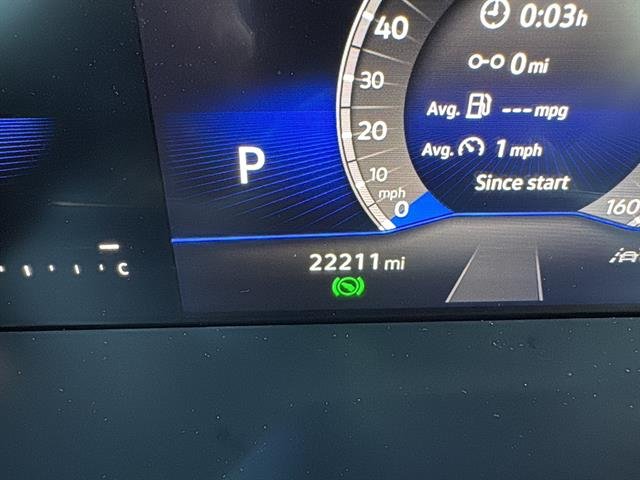 0:03h
0 mi
Avg. --- mpg
Avg. 1 mph
Since start
40
30
20
10
mph
0
160
P
22211 mi
C